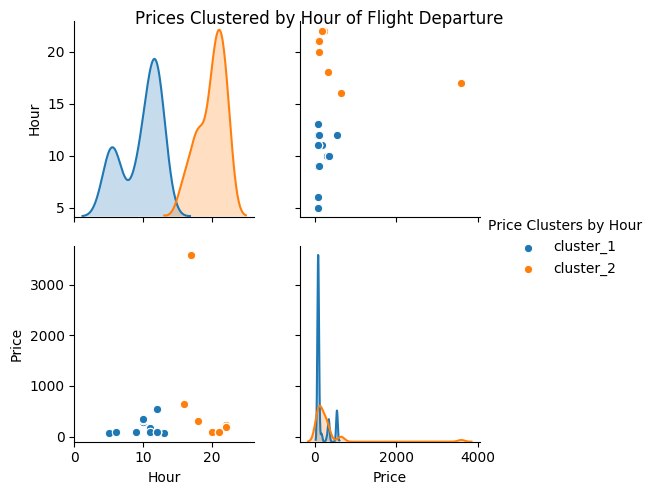 Prices Clustered by Hour of Flight Departure
20
15
10
5
Hour
Price Clusters by Hour
cluster_1
cluster_2
3000
2000
1000
0
Price
0
10
20
Hour
0
2000
4000
Price